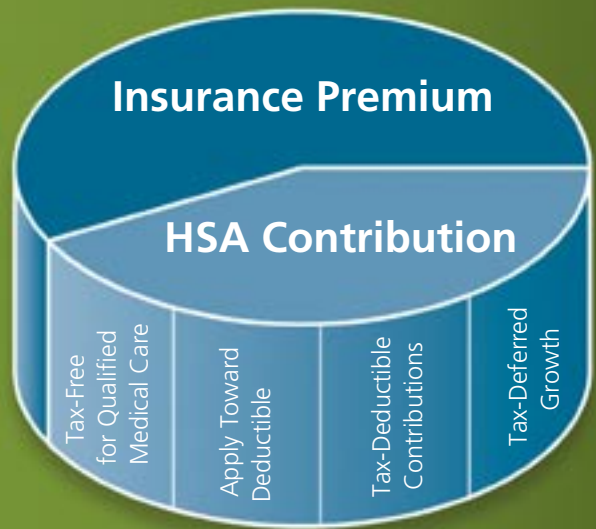 Insurance Premium
HSA Contribution
Tax-Free
for Qualified
Medical Care
Apply Toward
Deductible
Tax-Deductible
Contributions
Tax-Deferred
Growth